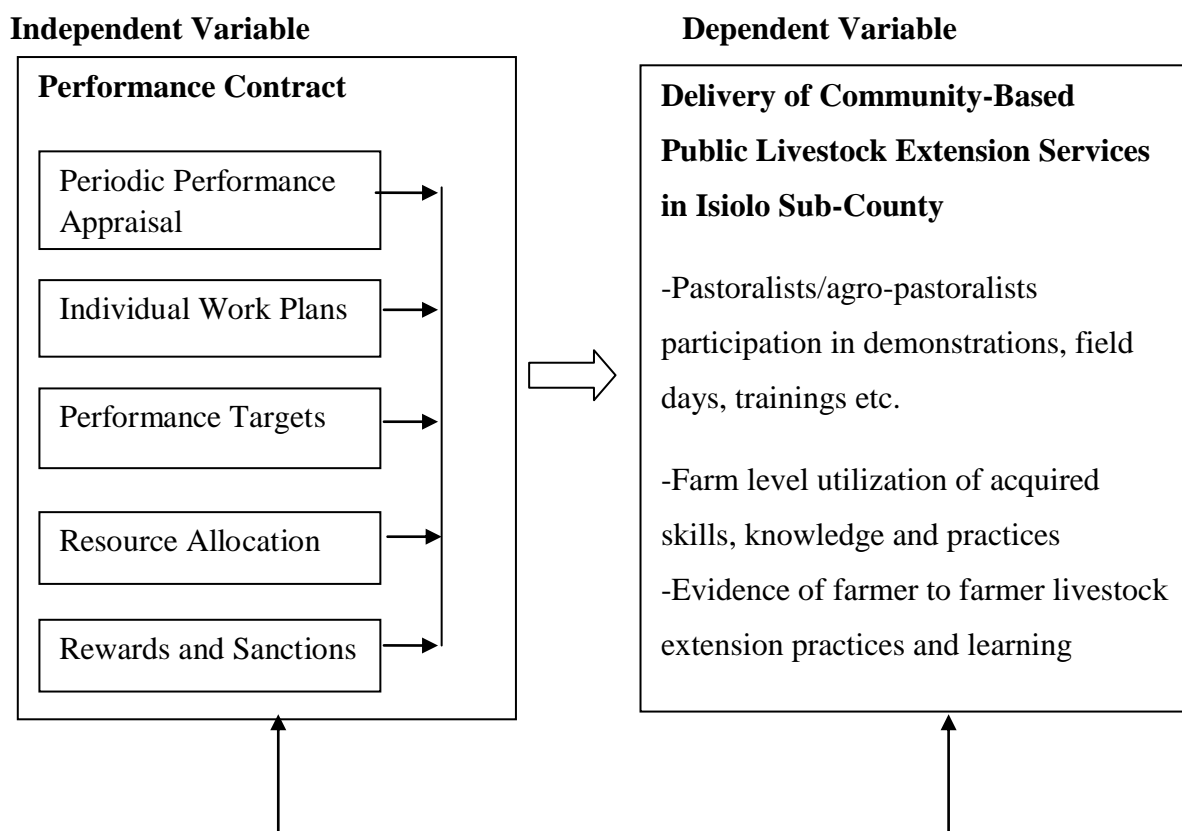 Independent Variable
Performance Contract
Periodic Performance
Appraisal
Individual Work Plans
Performance Targets
Resource Allocation
Rewards and Sanctions
Dependent Variable
Delivery of Community-Based
Public Livestock Extension Services
in Isiolo Sub-County
-Pastoralists/agro-pastoralists
participation in demonstrations, field
days, trainings etc.
-Farm level utilization of acquired
skills, knowledge and practices
-Evidence of farmer to farmer livestock
extension practices and learning